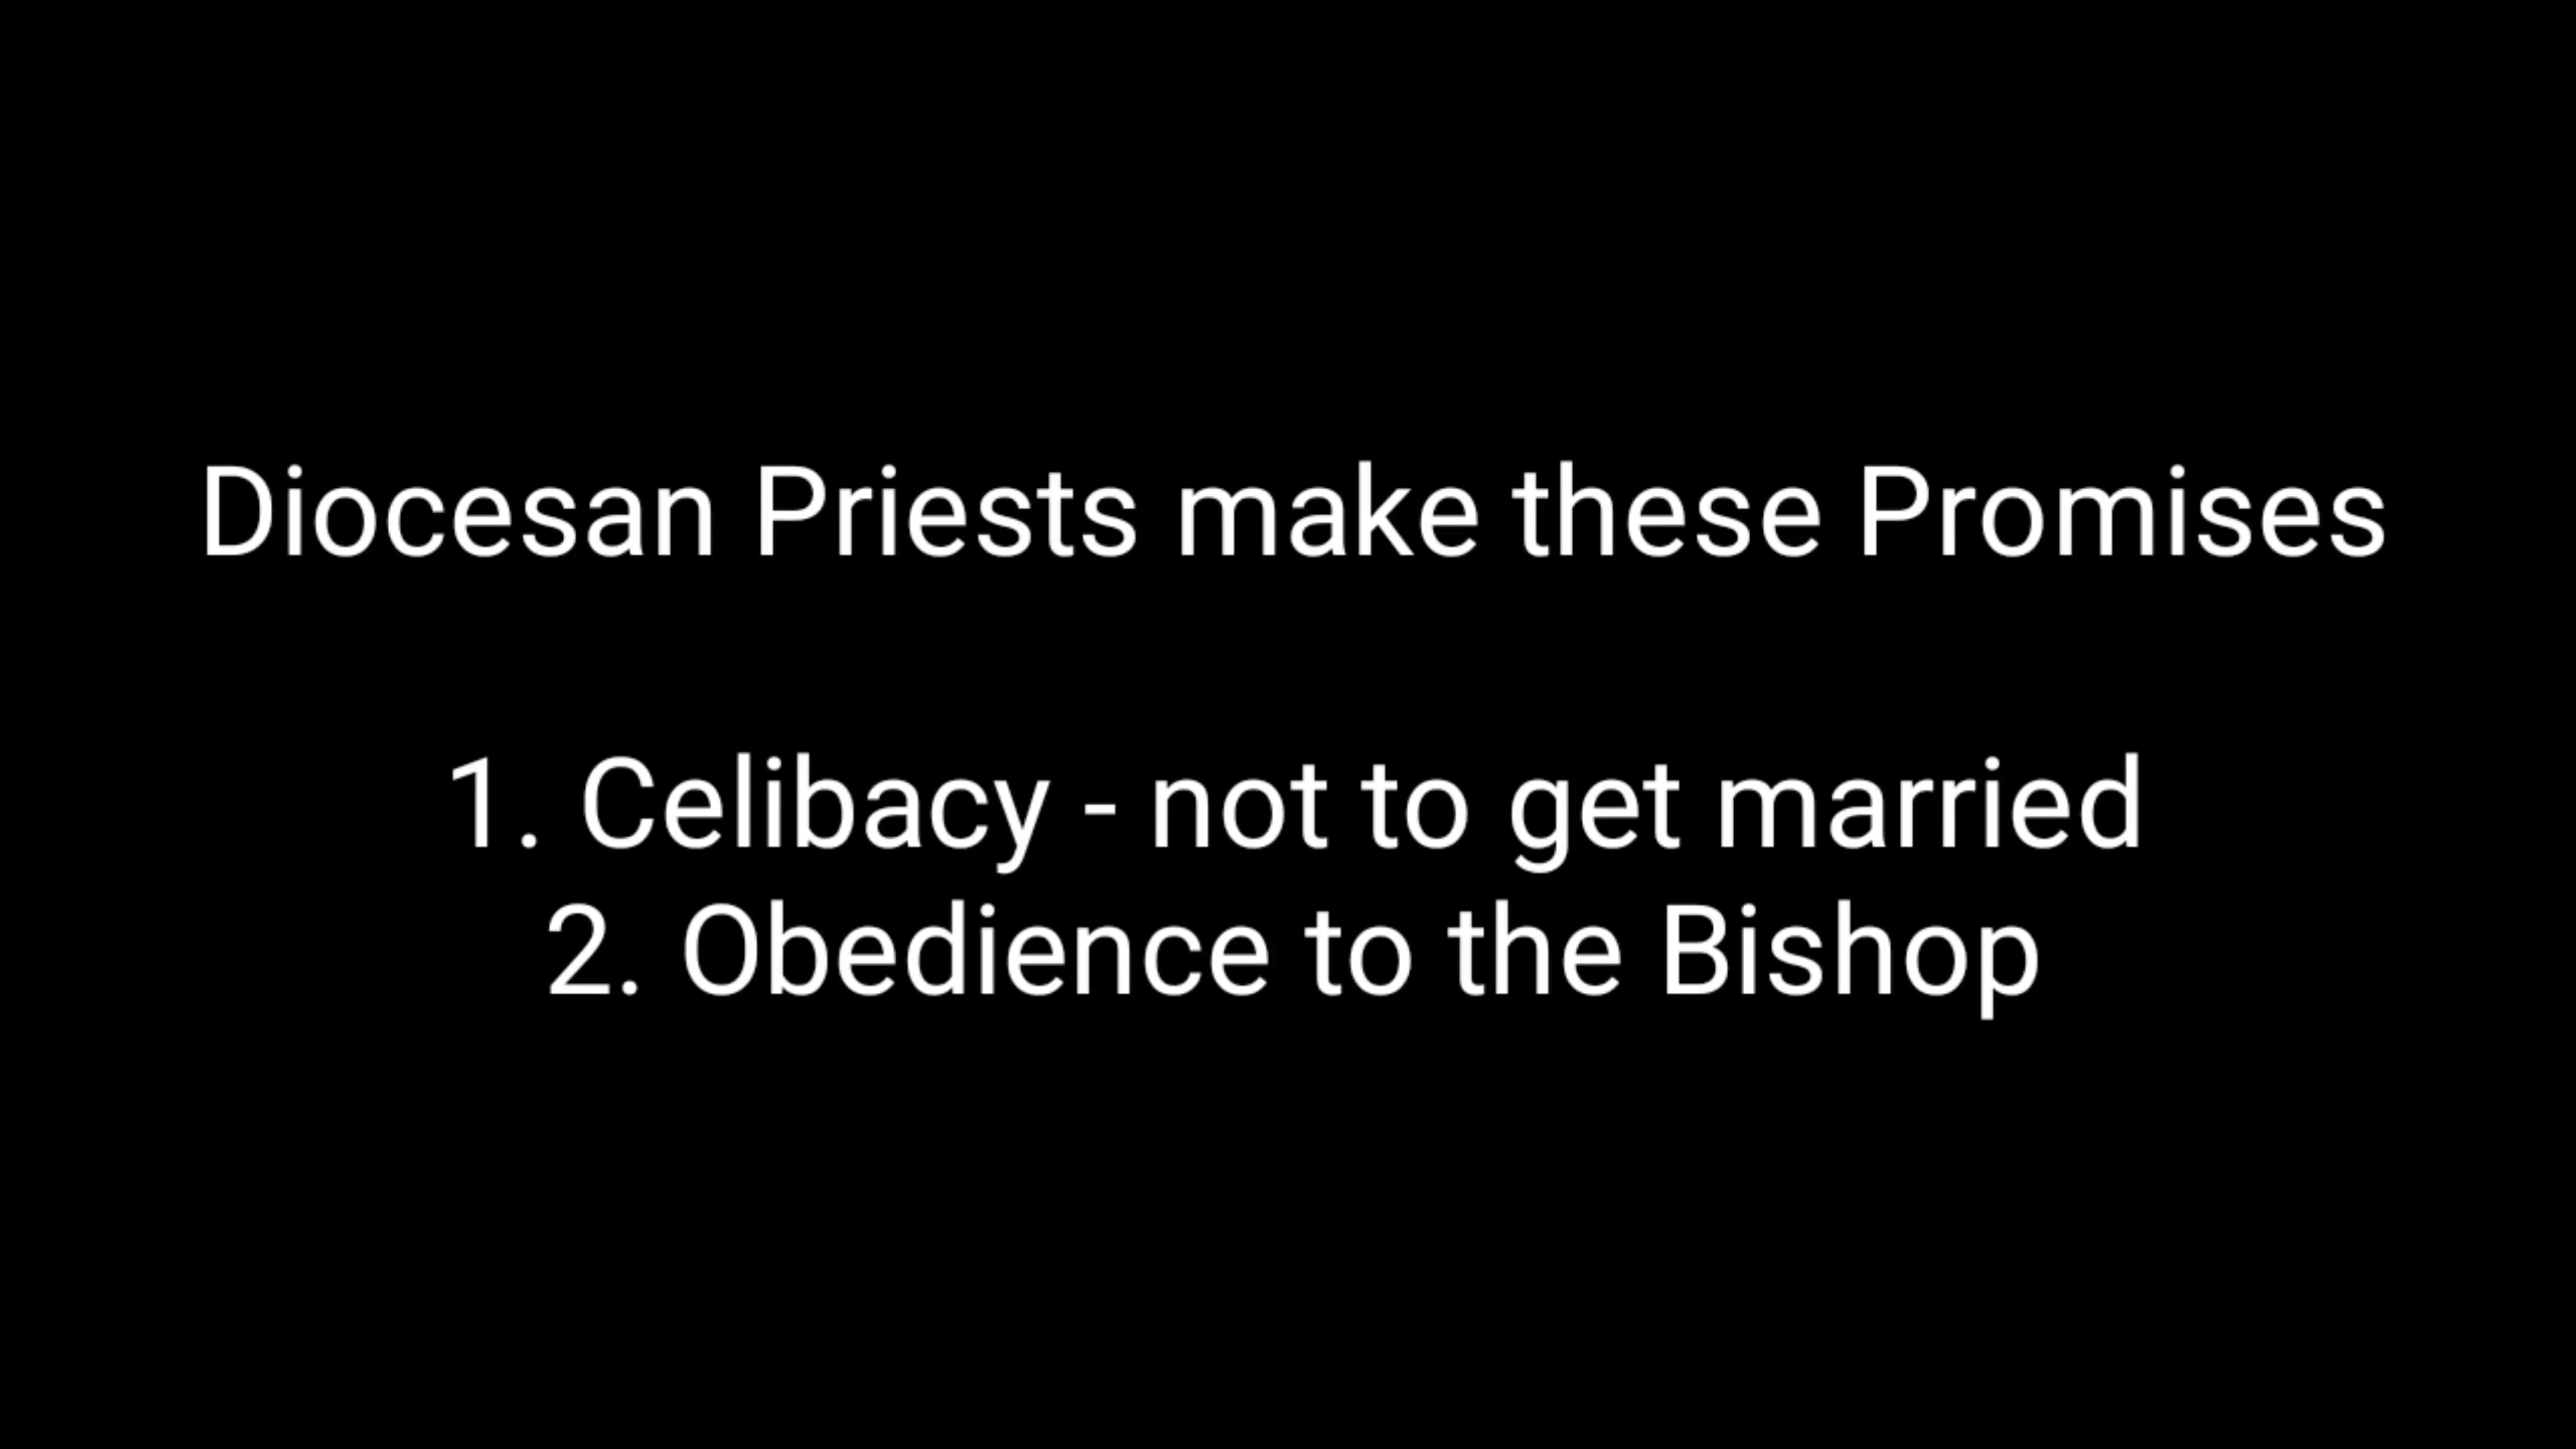 Diocesan Priests make these Promises
1. Celibacy - not to get married
2. Obedience to the Bishop